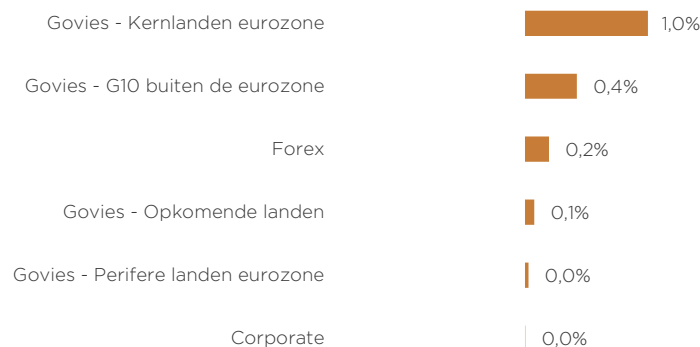 Govies - Kernlanden eurozone 1,0%
Govies - G10 buiten de eurozone 0,4%
Forex 0,2%
Govies - Opkomende landen 0,1%
Govies - Perifere landen eurozone 0,0%
Corporate 0,0%